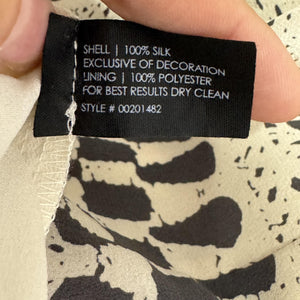 SHELL | 100% SILK
EXCLUSIVE OF DECORATION
LINING | 100% POLYESTER
FOR BEST RESULTS DRY CLEAN
STYLE # 00201482